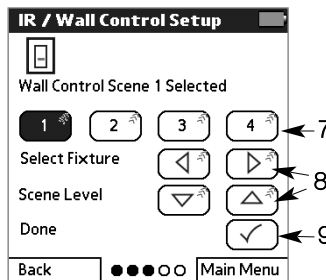 IR / Wall Control Setup
Wall Control Scene 1 Selected
1 2 3 4 7
Select Fixture
8
Scene Level
Done 9
Back Main Menu